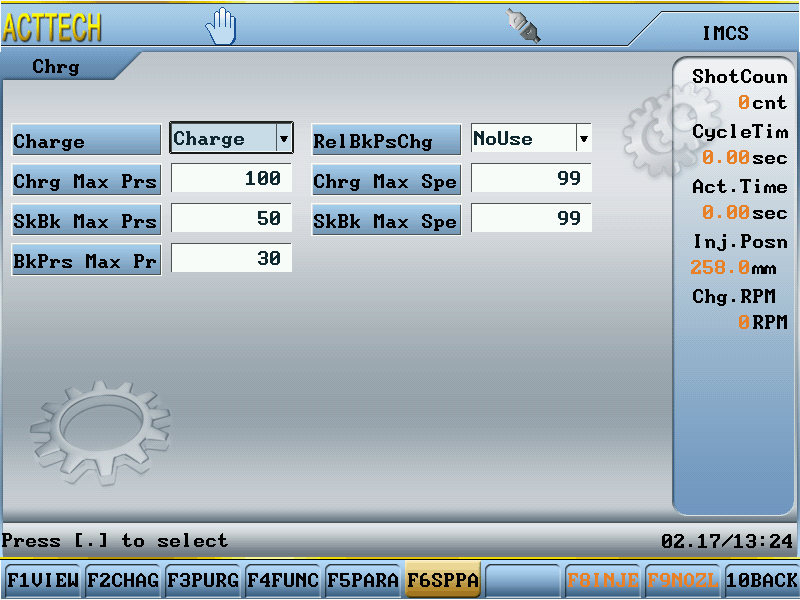 ACTTECH
IMCS
Chrg
ShotCoun
0cnt
CycleTim
0.00sec
Act.Time
0.00sec
Inj.Posn
258.0mm
Chg.RPM
0RPM
Charge Charge RelBkPsChg NoUse
Chrg Max Prs 100 Chrg Max Spe 99
SkBk Max Prs 50 SkBk Max Spe 99
BkPrs Max Pr 30
Press [.] to select 02.17/13:24
F1VIEW F2CHAG F3PURG F4FUNC F5PARA F6SPPA F8INJE F9NOZL 10BACK